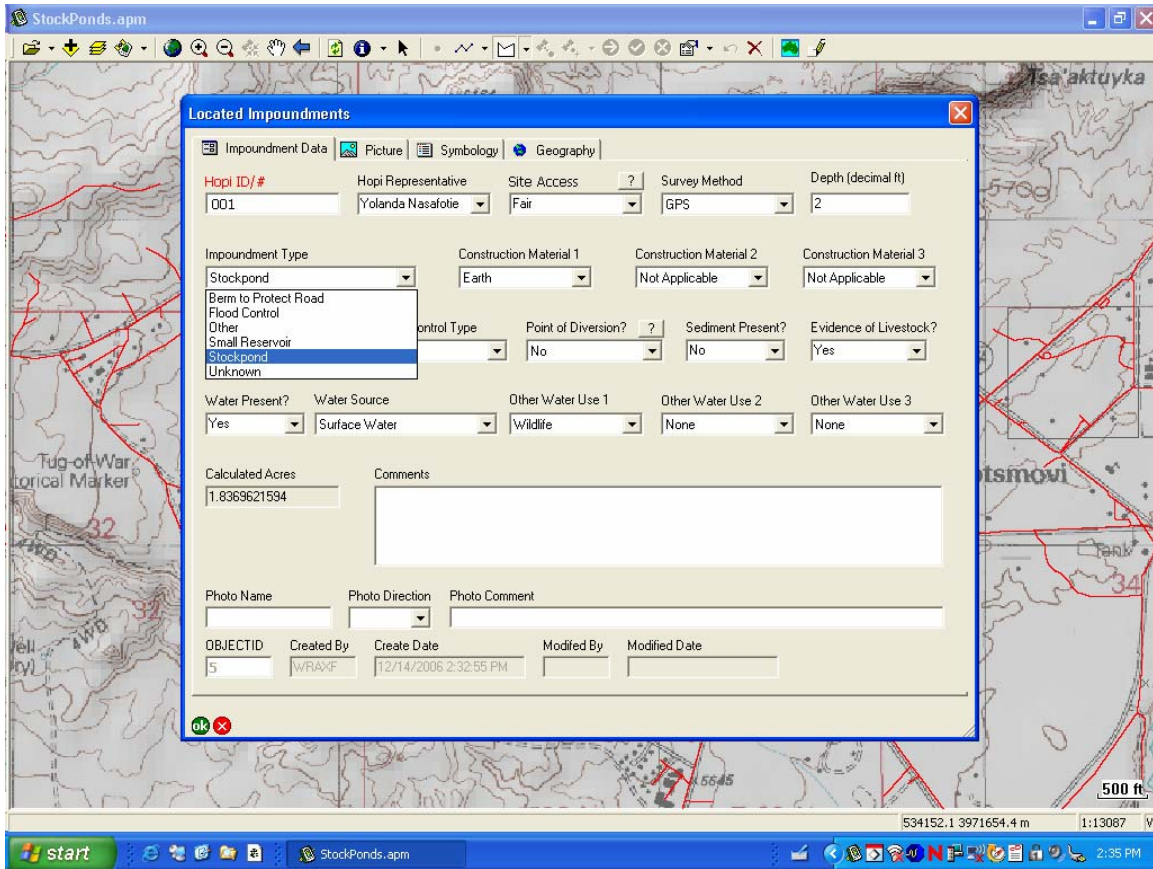 StockPonds.apm
Tsa'aktuyka
Located Impoundments
Impoundment Data Picture Symbology Geography
Hopi ID/# Hopi Representative Site Access ? Survey Method Depth (decimal ft)
001 Yolanda Nasafotie Fair GPS 2
Impoundment Type Construction Material 1 Construction Material 2 Construction Material 3
Stockpond Earth Not Applicable Not Applicable
Berm to Protect Road
Flood Control
Other
Small Reservoir
Stockpond
Unknown
ontrol Type Point of Diversion? ? Sediment Present? Evidence of Livestock?
No No Yes
Water Present? Water Source Other Water Use 1 Other Water Use 2 Other Water Use 3
Yes Surface Water Wildlife None None
Calculated Acres Comments
1.8369621594
Photo Name Photo Direction Photo Comment
OBJECTID Created By Create Date Modifed By Modified Date
5 WRAXF 12/14/2006 2:32:55 PM
ok
Tug-of-War
torical Marker
32
32
4WD
4WD
otsmovi
Tank
34
5645
500 ft
534152.1 3971654.4 m 1:13087
start StockPonds.apm 2:35 PM